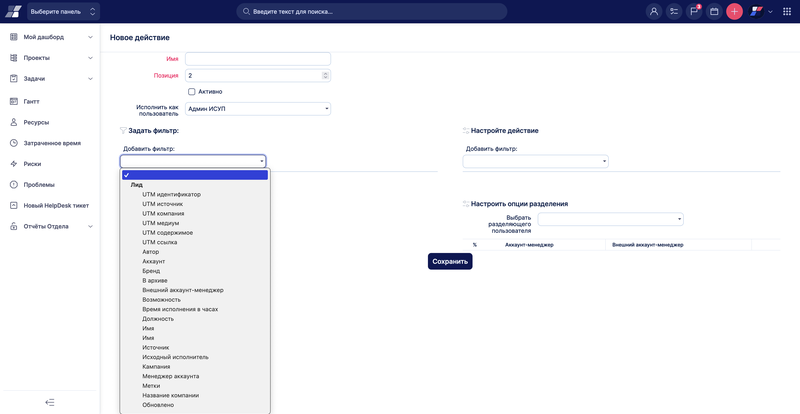 Выберите панель
Введите текст для поиска...
Мой дашборд
Проекты
Задачи
Гантт
Ресурсы
Затраченное время
Риски
Проблемы
Новый HelpDesk тикет
Отчёты Отдела
Новое действие
Имя
Позиция
2
Активно
Исполнить как
пользователь
Админ ИСУП
Задать фильтр:
Добавить фильтр:
Лид
UTM идентификатор
UTM источник
UTM компания
UTM медиум
UTM содержимое
UTM ссылка
Автор
Аккаунт
Бренд
В архиве
Внешний аккаунт-менеджер
Возможность
Время исполнения в часах
Должность
Имя
Имя
Источник
Исходный исполнитель
Кампания
Менеджер аккаунта
Метки
Название компании
Обновлено
Настройте действие
Добавить фильтр:
Настроить опции разделения
Выбрать
разделяющего
пользователя
% Аккаунт-менеджер Внешний аккаунт-менеджер
Сохранить